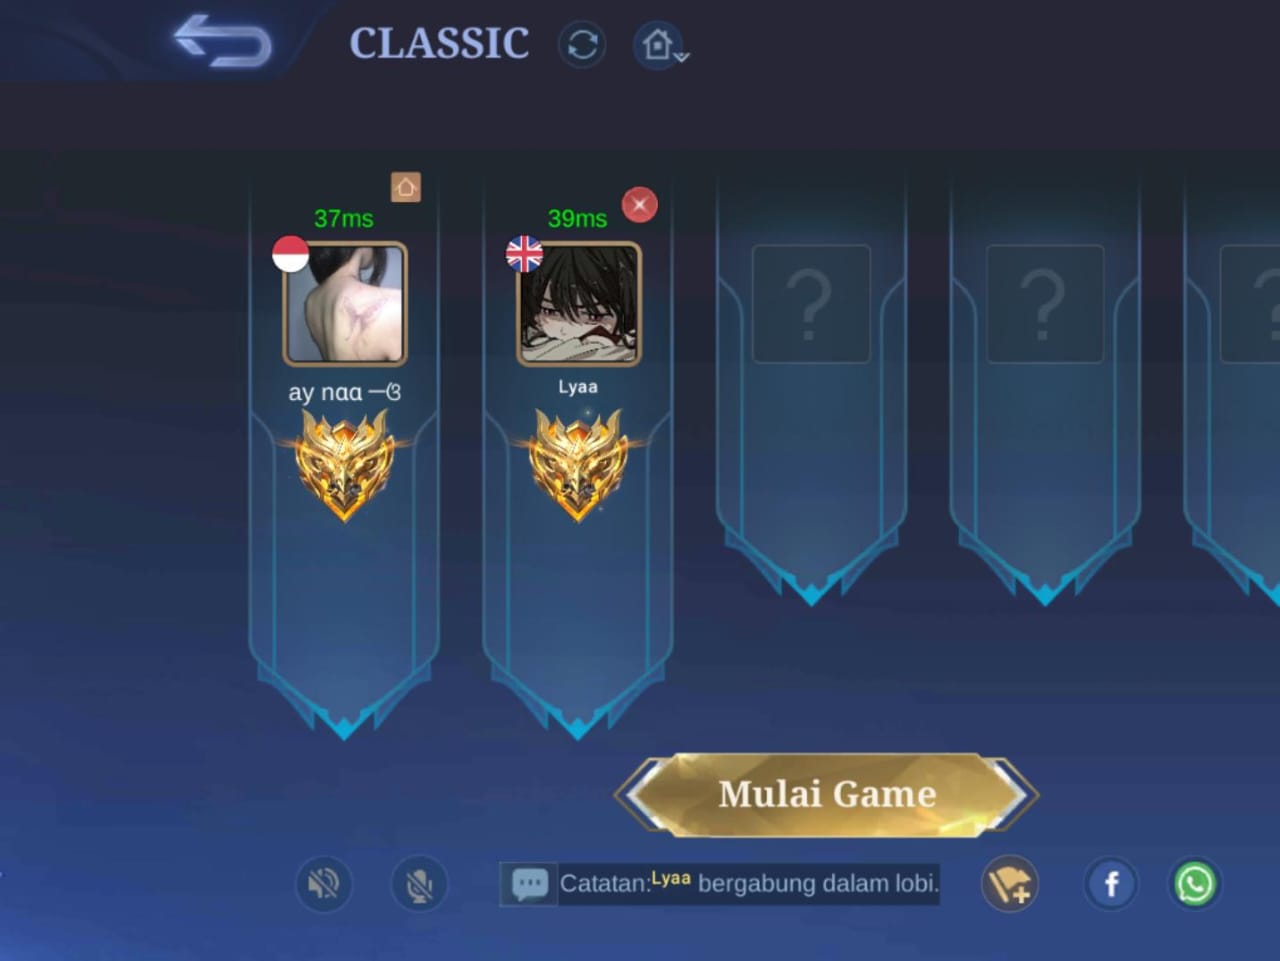 CLASSIC
37ms
39ms
ay nαα —ଓ
Lyaa
?
?
?
Mulai Game
Catatan:Lyaa bergabung dalam lobi.